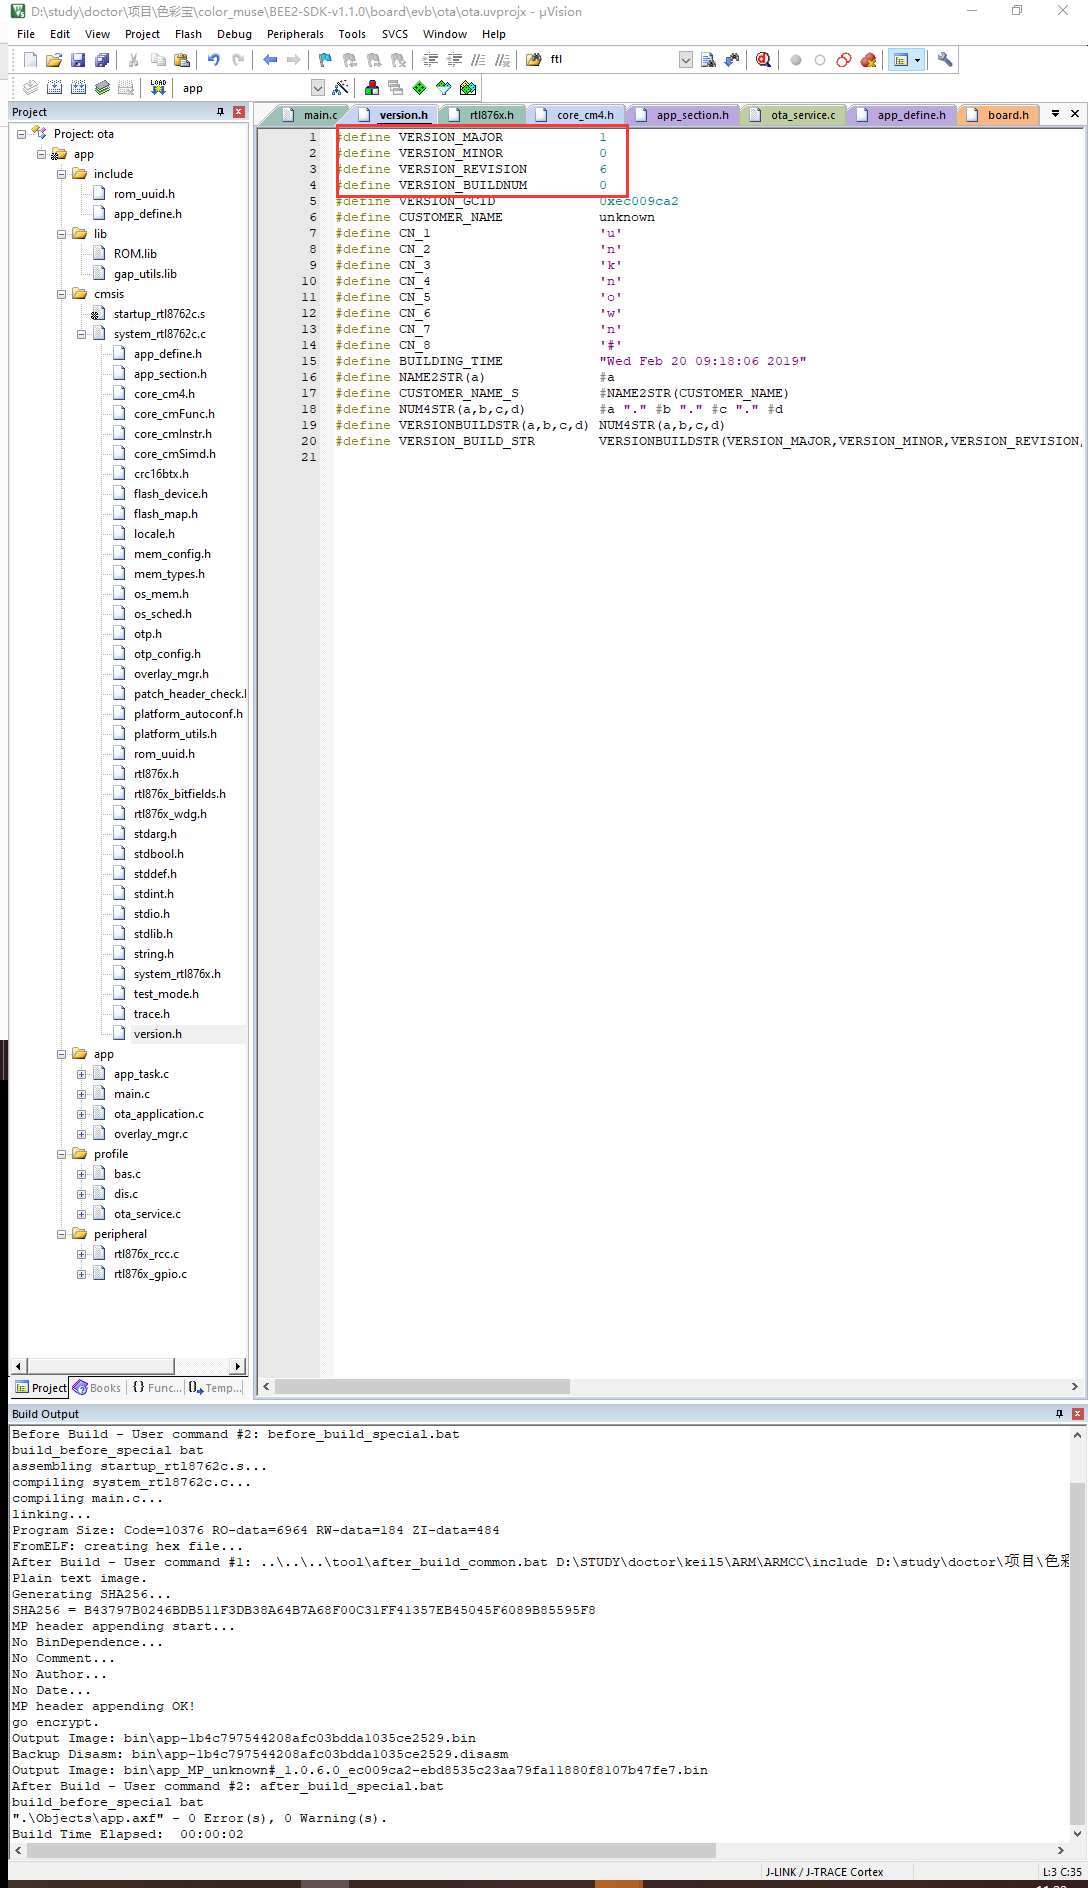 D:\study\doctor\项目\色彩宝\color_muse\BEE2-SDK-v1.1.0\board\evb\ota\ota.uvprojx - µVision
File Edit View Project Flash Debug Peripherals Tools SVCS Window Help
ftl
LOAD app
Project
main.c version.h rtl876x.h core_cm4.h app_section.h ota_service.c app_define.h board.h
Project: ota
app
include
rom_uuid.h
app_define.h
lib
ROM.lib
gap_utils.lib
cmsis
startup_rtl8762c.s
system_rtl8762c.c
app_define.h
app_section.h
core_cm4.h
core_cmFunc.h
core_cmInstr.h
core_cmSimd.h
crc16btx.h
flash_device.h
flash_map.h
locale.h
mem_config.h
mem_types.h
os_mem.h
os_sched.h
otp.h
otp_config.h
overlay_mgr.h
patch_header_check.h
platform_autoconf.h
platform_utils.h
rom_uuid.h
rtl876x.h
rtl876x_bitfields.h
rtl876x_wdg.h
stdarg.h
stdbool.h
stddef.h
stdint.h
stdio.h
stdlib.h
string.h
system_rtl876x.h
test_mode.h
trace.h
version.h
app
app_task.c
main.c
ota_application.c
overlay_mgr.c
profile
bas.c
dis.c
ota_service.c
peripheral
rtl876x_rcc.c
rtl876x_gpio.c
Project Books {} Func... Temp...
1 #define VERSION_MAJOR 1
2 #define VERSION_MINOR 0
3 #define VERSION_REVISION 6
4 #define VERSION_BUILDNUM 0
5 #define VERSION_GCID 0xec009ca2
6 #define CUSTOMER_NAME unknown
7 #define CN_1 'u'
8 #define CN_2 'n'
9 #define CN_3 'k'
10 #define CN_4 'n'
11 #define CN_5 'o'
12 #define CN_6 'w'
13 #define CN_7 'n'
14 #define CN_8 '#'
15 #define BUILDING_TIME "Wed Feb 20 09:18:06 2019"
16 #define NAME2STR(a) #a
17 #define CUSTOMER_NAME_S #NAME2STR(CUSTOMER_NAME)
18 #define NUM4STR(a,b,c,d) #a "." #b "." #c "." #d
19 #define VERSIONBUILDSTR(a,b,c,d) NUM4STR(a,b,c,d)
20 #define VERSION_BUILD_STR VERSIONBUILDSTR(VERSION_MAJOR,VERSION_MINOR,VERSION_REVISION,
21
Build Output
Before Build - User command #2: before_build_special.bat
build_before_special bat
assembling startup_rtl8762c.s...
compiling system_rtl8762c.c...
compiling main.c...
linking...
Program Size: Code=10376 RO-data=6964 RW-data=184 ZI-data=484
FromELF: creating hex file...
After Build - User command #1: ..\..\..\tool\after_build_common.bat D:\STUDY\doctor\keil5\ARM\ARMCC\include D:\study\doctor\项目\色彩
Plain text image.
Generating SHA256...
SHA256 = B43797B0246BDB511F3DB38A64B7A68F00C31FF41357EB45045F6089B85595F8
MP header appending start...
No BinDependence...
No Comment...
No Author...
No Date...
MP header appending OK!
go encrypt.
Output Image: bin\app-1b4c797544208afc03bdda1035ce2529.bin
Backup Disasm: bin\app-1b4c797544208afc03bdda1035ce2529.disasm
Output Image: bin\app_MP_unknown#_1.0.6.0_ec009ca2-ebd8535c23aa79fa11880f8107b47fe7.bin
After Build - User command #2: after_build_special.bat
build_before_special bat
".\Objects\app.axf" - 0 Error(s), 0 Warning(s).
Build Time Elapsed: 00:00:02
J-LINK / J-TRACE Cortex L:3 C:35